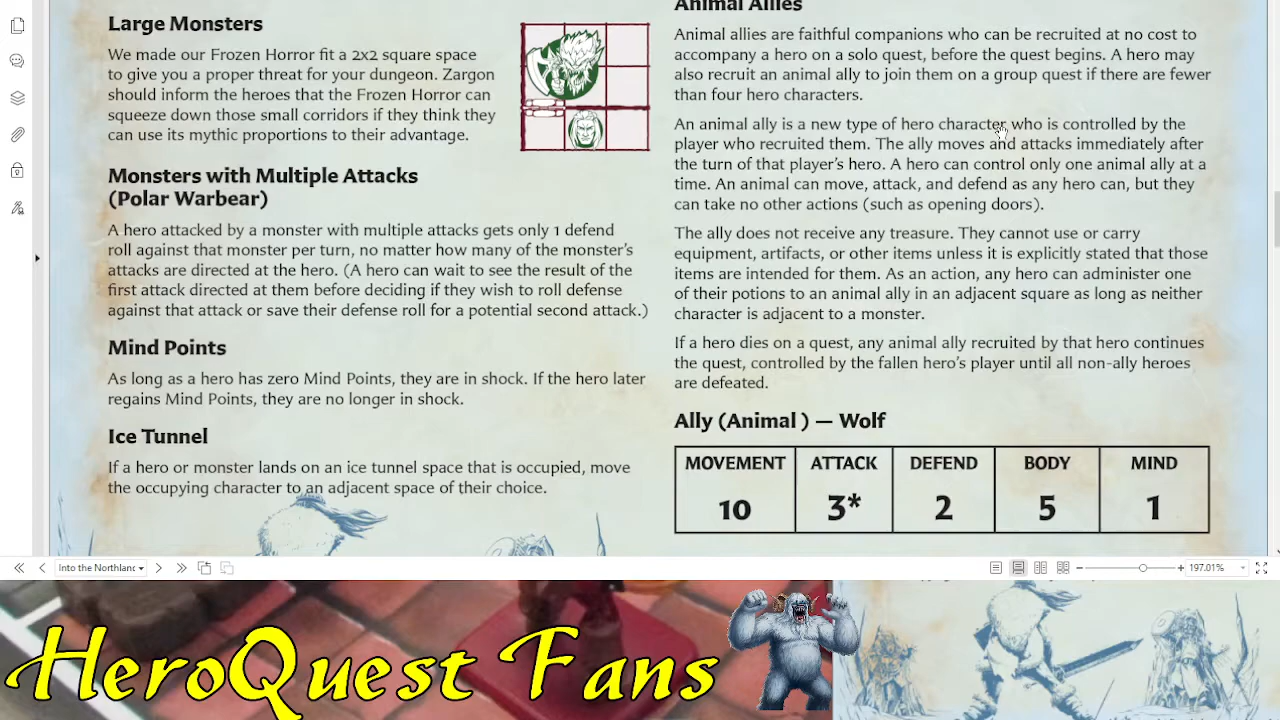 Large Monsters
We made our Frozen Horror fit a 2x2 square space
to give you a proper threat for your dungeon. Zargon
should inform the heroes that the Frozen Horror can
squeeze down those small corridors if they think they
can use its mythic proportions to their advantage.
Monsters with Multiple Attacks
(Polar Warbear)
A hero attacked by a monster with multiple attacks gets only 1 defend
roll against that monster per turn, no matter how many of the monster's
attacks are directed at the hero. (A hero can wait to see the result of the
first attack directed at them before deciding if they wish to roll defense
against that attack or save their defense roll for a potential second attack.)
Mind Points
As long as a hero has zero Mind Points, they are in shock. If the hero later
regains Mind Points, they are no longer in shock.
Ice Tunnel
If a hero or monster lands on an ice tunnel space that is occupied, move
the occupying character to an adjacent space of their choice.
Animal Allies
Animal allies are faithful companions who can be recruited at no cost to
accompany a hero on a solo quest, before the quest begins. A hero may
also recruit an animal ally to join them on a group quest if there are fewer
than four hero characters.
An animal ally is a new type of hero character who is controlled by the
player who recruited them. The ally moves and attacks immediately after
the turn of that player's hero. A hero can control only one animal ally at a
time. An animal can move, attack, and defend as any hero can, but they
can take no other actions (such as opening doors).
The ally does not receive any treasure. They cannot use or carry
equipment, artifacts, or other items unless it is explicitly stated that those
items are intended for them. As an action, any hero can administer one
of their potions to an animal ally in an adjacent square as long as neither
character is adjacent to a monster.
If a hero dies on a quest, any animal ally recruited by that hero continues
the quest, controlled by the fallen hero's player until all non-ally heroes
are defeated.
Ally (Animal ) — Wolf
MOVEMENT ATTACK DEFEND BODY MIND
10 3* 2 5 1
Into the Northlanc
197.01%
HeroQuest Fans